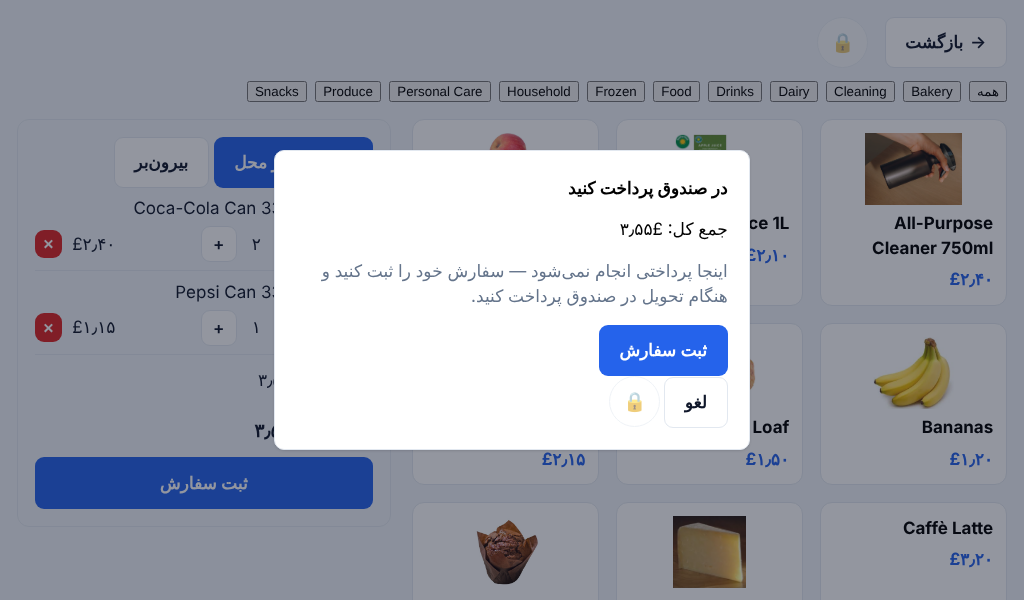 بازگشت →
همه
Bakery
Cleaning
Dairy
Drinks
Food
Frozen
Household
Personal Care
Produce
Snacks
All-Purpose
Cleaner 750ml
£۲٫۴۰
1L
£۲٫۱۰
Bananas
£۱٫۲۰
Loaf
£۱٫۵۰
£۲٫۱۵
Caffè Latte
£۳٫۲۰
محل
بیرون‌بر
Coca-Cola Can
۲
+
£۲٫۴۰
×
Pepsi Can
۱
+
£۱٫۱۵
×
ثبت سفارش
در صندوق پرداخت کنید
جمع کل: £۳٫۵۵
اینجا پرداختی انجام نمی‌شود — سفارش خود را ثبت کنید و
هنگام تحویل در صندوق پرداخت کنید.
ثبت سفارش
لغو